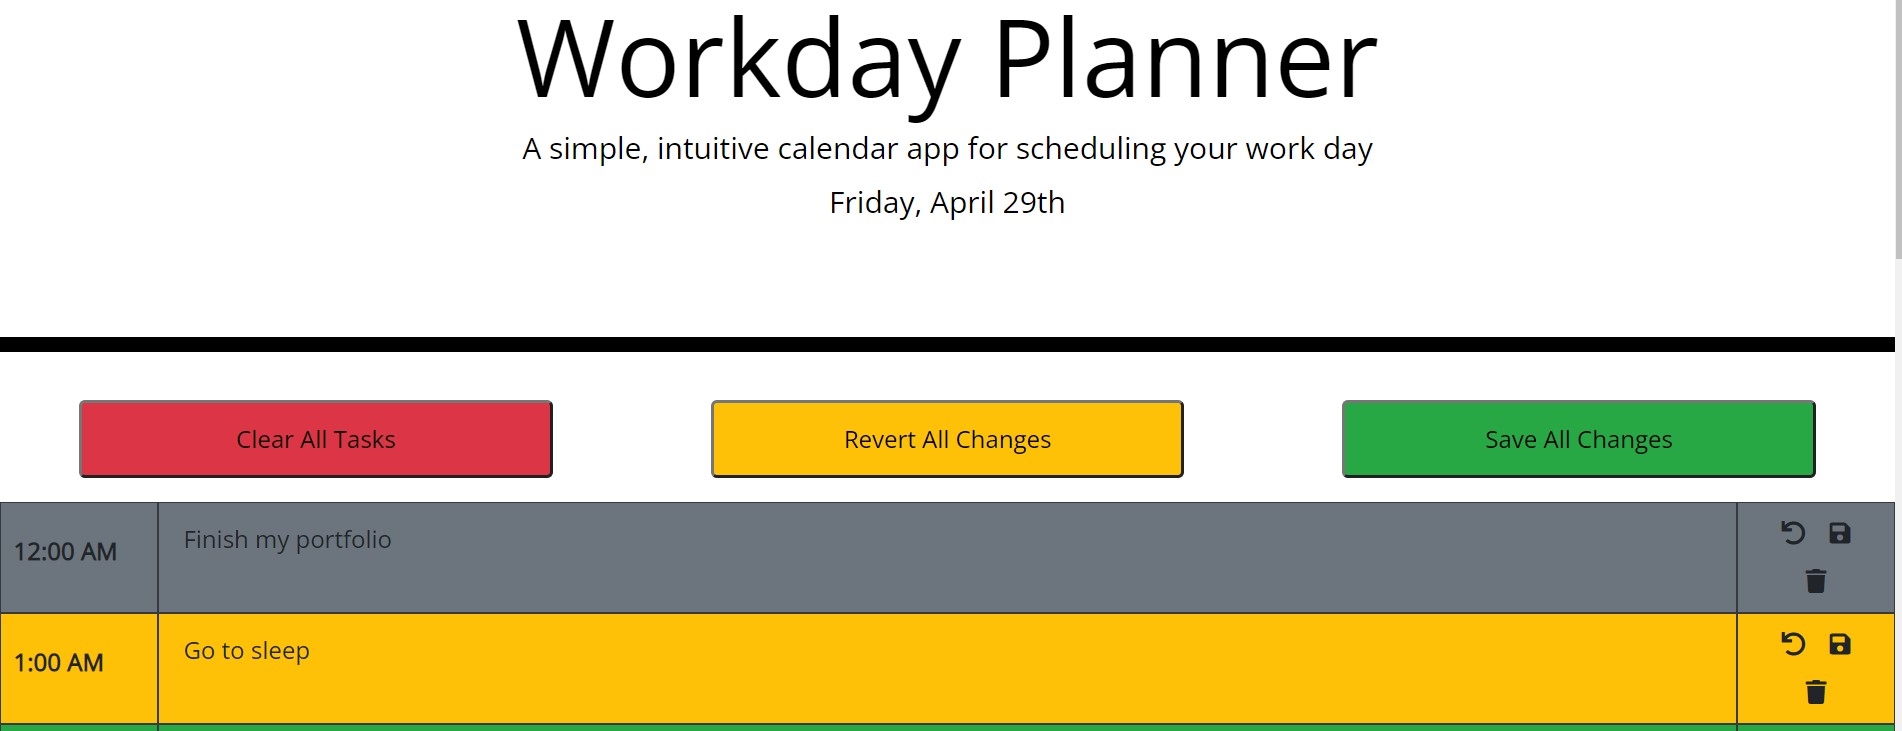 Workday Planner
A simple, intuitive calendar app for scheduling your work day
Friday, April 29th
Clear All Tasks
Revert All Changes
Save All Changes
12:00 AM
Finish my portfolio
1:00 AM
Go to sleep